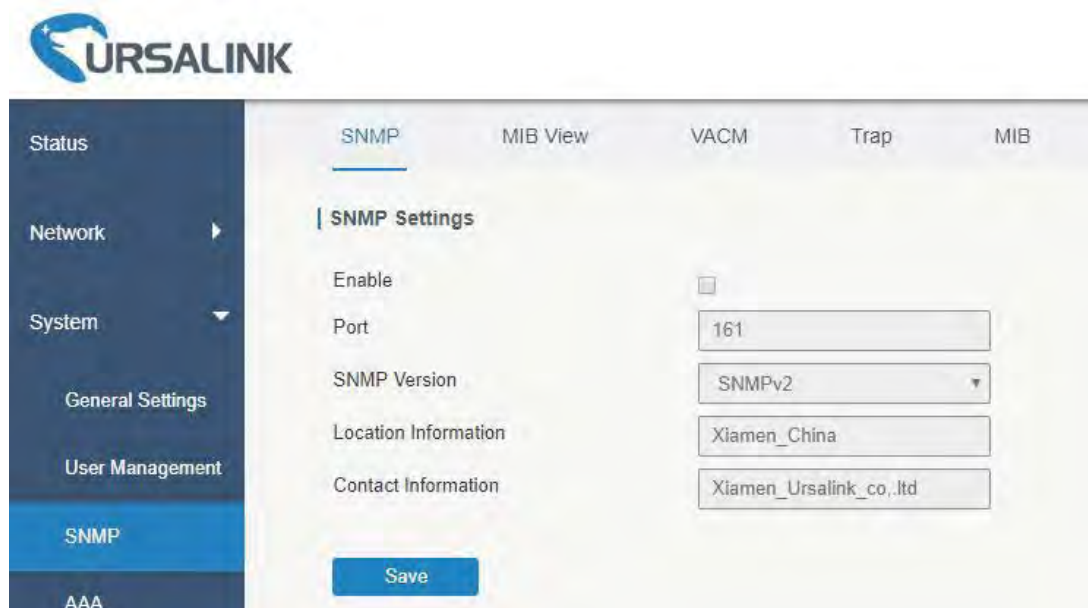 URSALINK
Status
Network
System
General Settings
User Management
SNMP
AAA
SNMP MIB View VACM Trap MIB
SNMP Settings
Enable
Port 161
SNMP Version SNMPv2
Location Information Xiamen_China
Contact Information Xiamen_Ursalink_co,.ltd
Save